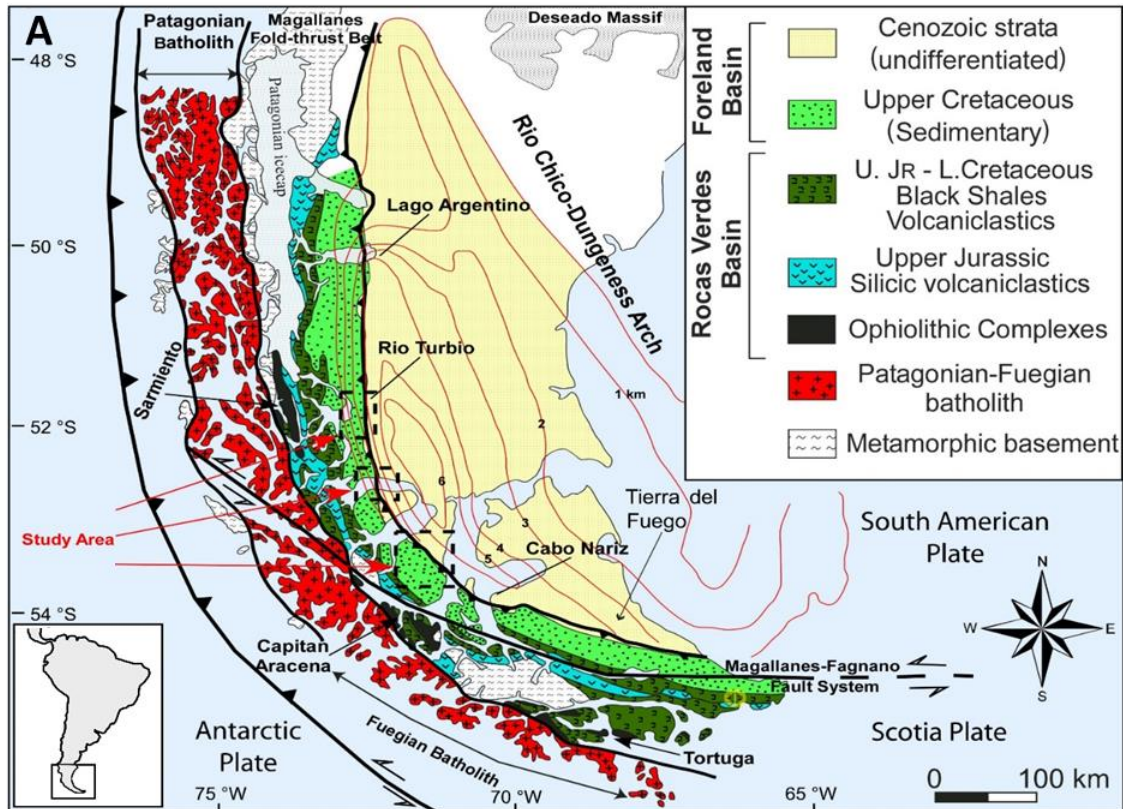 A
Patagonian
Batholith
Magallanes
Fold-thrust Belt
Deseado Massif
48 °S
50 °S
52 °S
54 °S
Patagonian icecap
Rio Chico-Dungeness Arch
Lago Argentino
Rio Turbio
Sarmiento
1 km
2
6
3
4
5
Study Area
Tierra del
Fuego
Cabo Nariz
South American
Plate
Capitan
Aracena
Magallanes-Fagnano
Fault System
Fuegian Batholith
Antarctic
Plate
Scotia Plate
Tortuga
N
W
E
S
0
100 km
75 °W
70 °W
65 °W
Foreland
Basin
Cenozoic strata
(undifferentiated)
Upper Cretaceous
(Sedimentary)
Rocas Verdes
Basin
U. JR - L.Cretaceous
Black Shales
Volcaniclastics
Upper Jurassic
Silicic volcaniclastics
Ophiolithic Complexes
Patagonian-Fuegian
batholith
Metamorphic basement